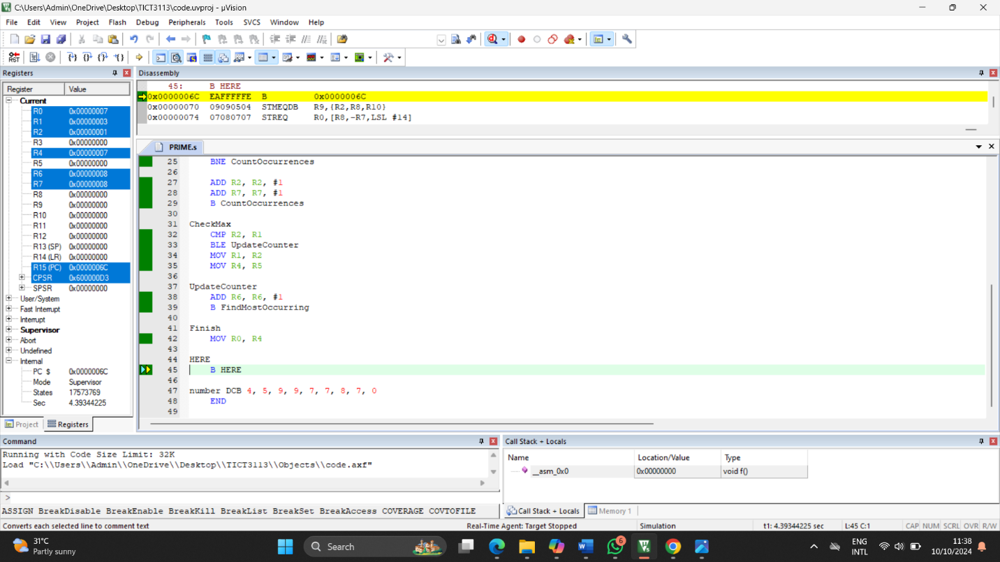 C:\Users\Admin\OneDrive\Desktop\TICT3113\code.uvproj - µVision
File Edit View Project Flash Debug Peripherals Tools SVCS Window Help
Registers
Register Value
Current
R0 0x00000007
R1 0x00000003
R2 0x00000001
R3 0x00000000
R4 0x00000007
R5 0x00000000
R6 0x00000008
R7 0x00000008
R8 0x00000000
R9 0x00000000
R10 0x00000000
R11 0x00000000
R12 0x00000000
R13 (SP) 0x00000000
R14 (LR) 0x00000000
R15 (PC) 0x0000006C
CPSR 0x600000D3
SPSR 0x00000000
User/System
Fast Interrupt
Interrupt
Supervisor
Abort
Undefined
Internal
PC $ 0x0000006C
Mode Supervisor
States 17573769
Sec 4.39344225
Project Registers
Disassembly
45: B HERE
0x0000006C EAFFFFFE B 0x0000006C
0x00000070 09090504 STMEQDB R9,{R2,R8,R10}
0x00000074 07080707 STREQ R0,[R8,-R7,LSL #14]
PRIME.s
25 BNE CountOccurrences
26
27 ADD R2, R2, #1
28 ADD R7, R7, #1
29 B CountOccurrences
30
31 CheckMax
32 CMP R2, R1
33 BLE UpdateCounter
34 MOV R1, R2
35 MOV R4, R5
36
37 UpdateCounter
38 ADD R6, R6, #1
39 B FindMostOccurring
40
41 Finish
42 MOV R0, R4
43
44 HERE
45 B HERE
46
47 number DCB 4, 5, 9, 9, 7, 7, 8, 7, 0
48 END
49
Command
Running with Code Size Limit: 32K
Load "C:\\Users\\Admin\\OneDrive\\Desktop\\TICT3113\\Objects\\code.axf"
>
ASSIGN BreakDisable BreakEnable BreakKill BreakList BreakSet BreakAccess COVERAGE COVTOFILE
Call Stack + Locals
Name Location/Value Type
__asm_0x0 0x00000000 void f()
Call Stack + Locals Memory 1
Converts each selected line to comment text Real-Time Agent: Target Stopped Simulation t1: 4.39344225 sec L:45 C:1 CAP NUM SCRL OVR R/W
31°C
Partly sunny
Search
6
ENG
INTL
11:38
10/10/2024